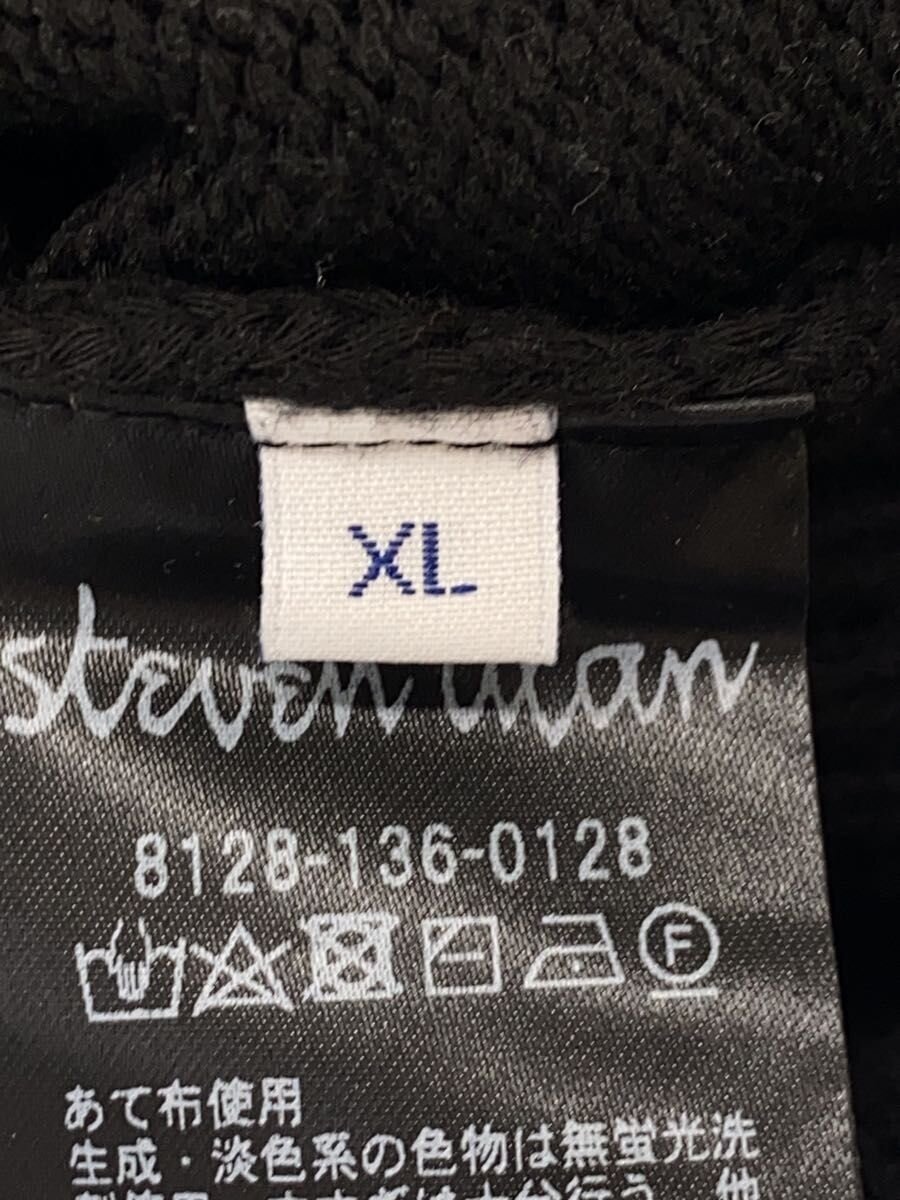 XL
steven alan
8128-136-0128
F
あて布使用
生成・淡色系の色物は無蛍光洗